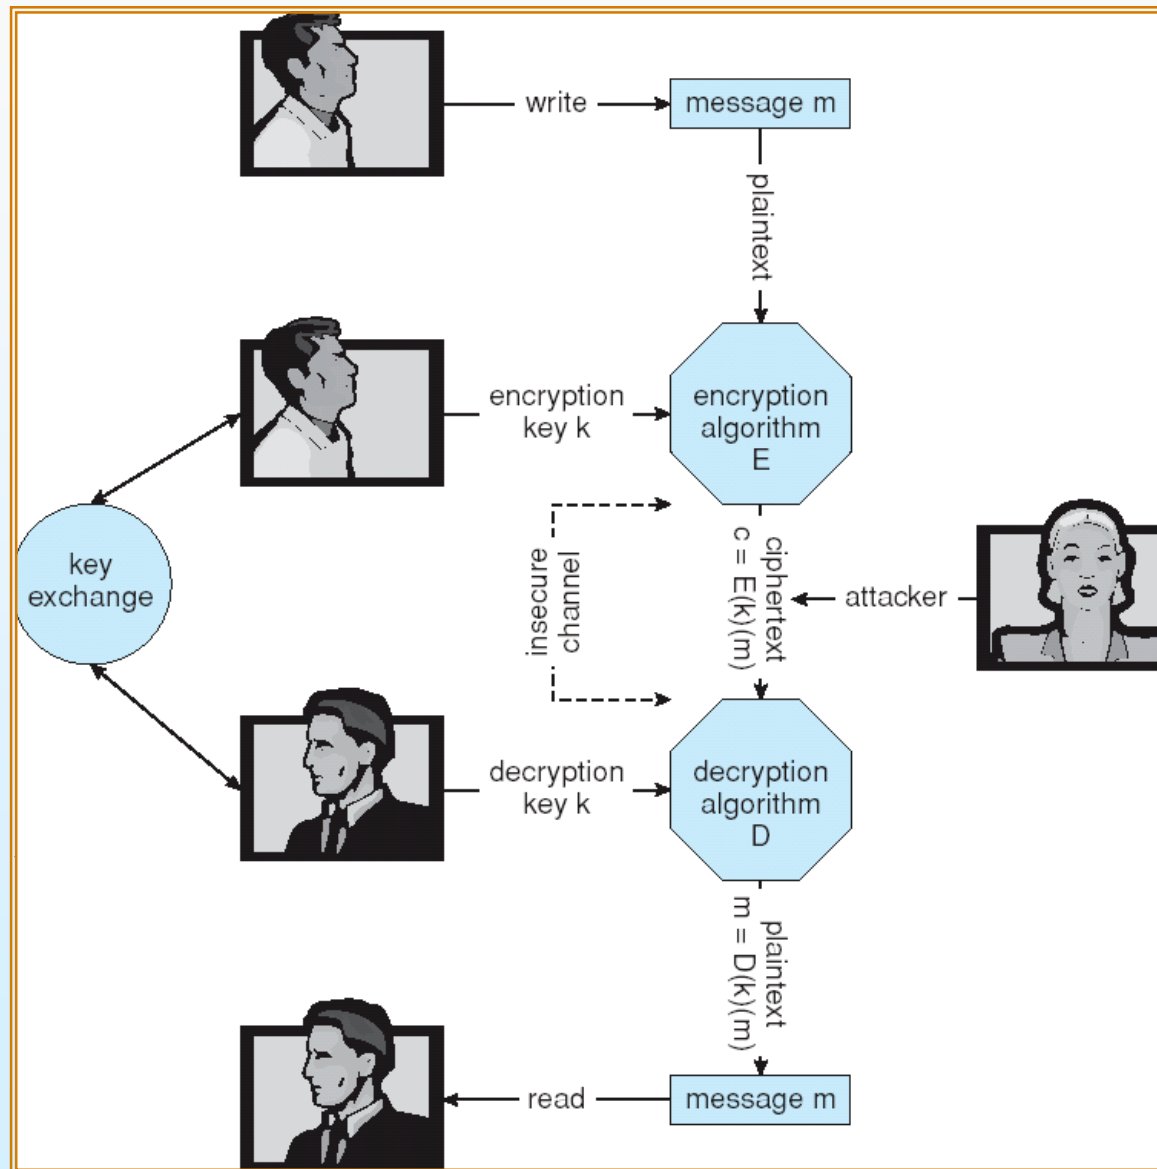 write
message m
plaintext
encryption
key k
encryption
algorithm
E
key
exchange
insecure
channel
ciphertext
c = E(k)(m)
attacker
decryption
key k
decryption
algorithm
D
plaintext
m = D(k)(m)
read
message m